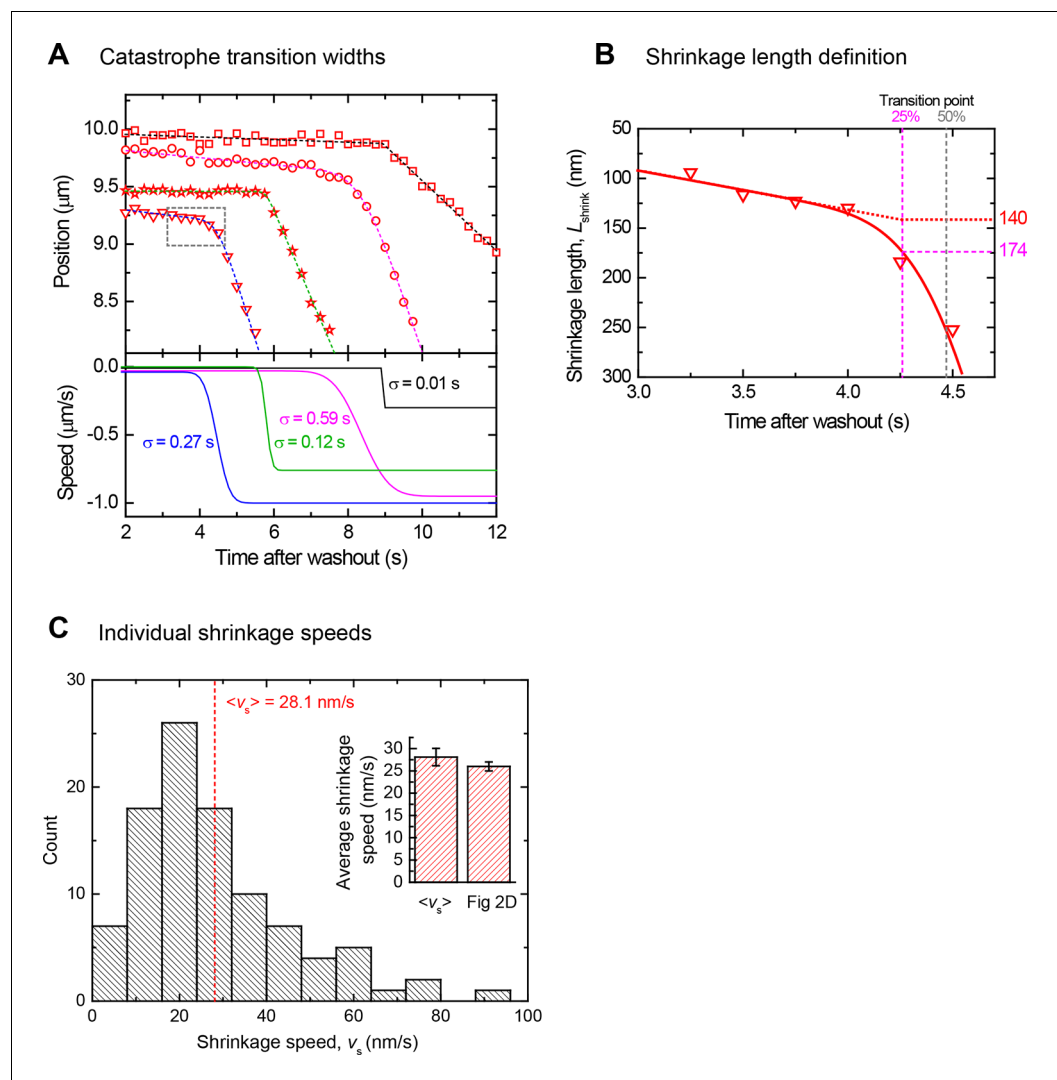 A Catastrophe transition widths
10.0
9.5
9.0
8.5
Position (μm)
0.0
-0.5
-1.0
Speed (μm/s)
σ = 0.01 s
σ = 0.59 s
σ = 0.27 s
σ = 0.12 s
2 4 6 8 10 12
Time after washout (s)
B Shrinkage length definition
Transition point
25% 50%
50
100
150
200
250
300
Shrinkage length, Lshrink (nm)
140
174
3.0 3.5 4.0 4.5
Time after washout (s)
C Individual shrinkage speeds
30
20
10
0
Count
<vs> = 28.1 nm/s
0 20 40 60 80 100
Shrinkage speed, vs (nm/s)
Average shrinkage
speed (nm/s)
30
25
20
15
10
5
0
<vs> Fig 2D